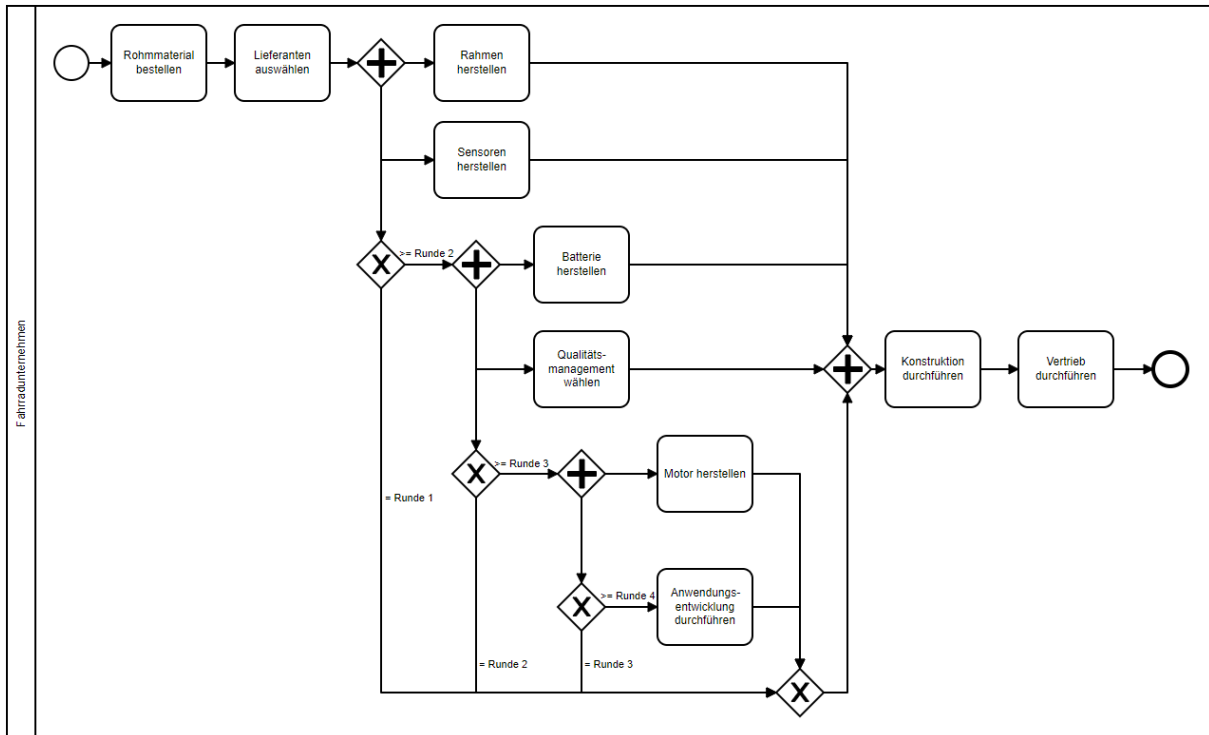 Fahrradunternehmen
Rohmmaterial
bestellen
Lieferanten
auswählen
Rahmen
herstellen
Sensoren
herstellen
>= Runde 2
Batterie
herstellen
Qualitäts-
management
wählen
Konstruktion
durchführen
Vertrieb
durchführen
>= Runde 3
Motor herstellen
= Runde 1
>= Runde 4
Anwendungs-
entwicklung
durchführen
= Runde 2
= Runde 3